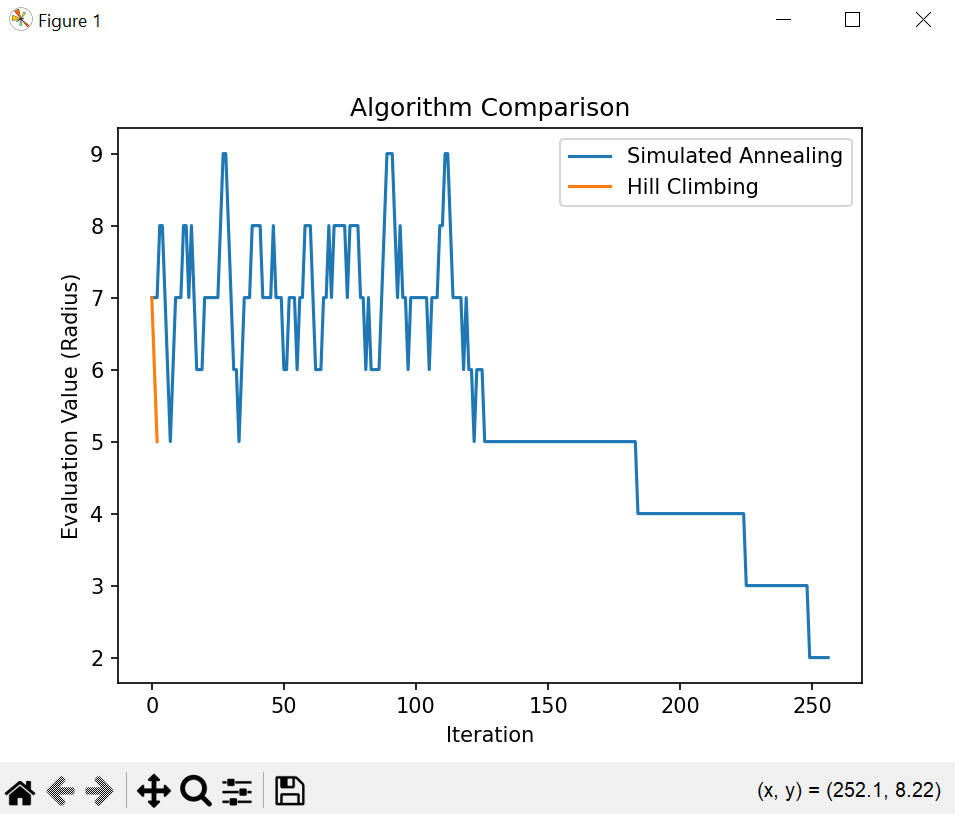 Figure 1
Algorithm Comparison
Simulated Annealing
Hill Climbing
Evaluation Value (Radius)
9
8
7
6
5
4
3
2
0 50 100 150 200 250
Iteration
(x, y) = (252.1, 8.22)